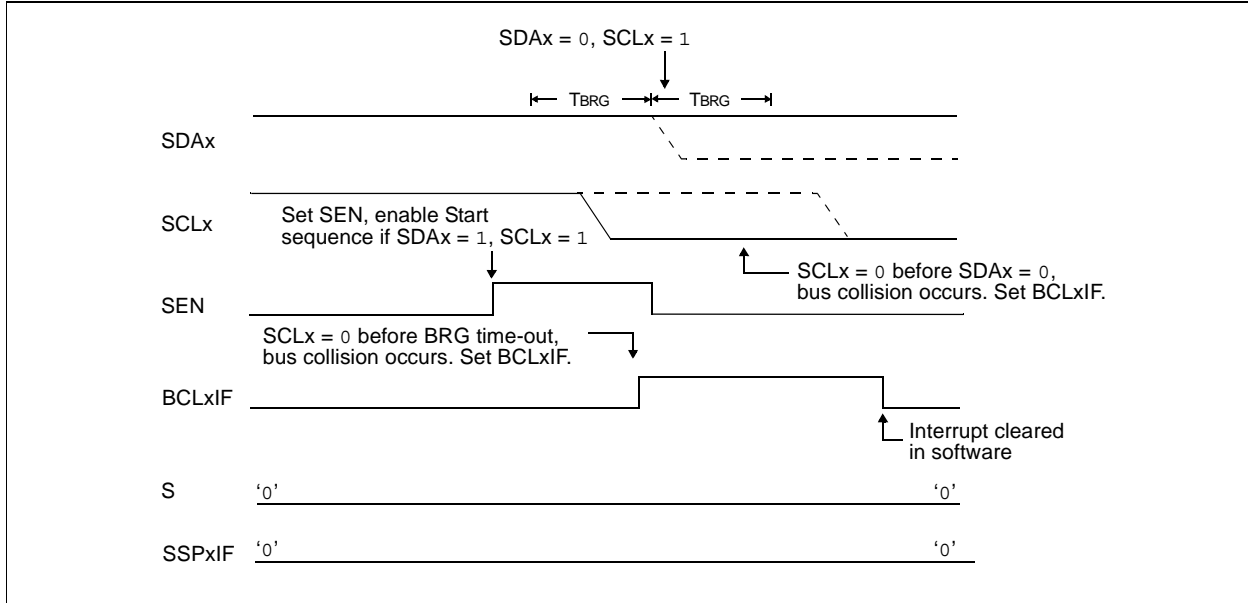 SDAx = 0, SCLx = 1
TBRG TBRG
SDAx
SCLx
Set SEN, enable Start
sequence if SDAx = 1, SCLx = 1
SCLx = 0 before SDAx = 0,
bus collision occurs. Set BCLxIF.
SEN
SCLx = 0 before BRG time-out,
bus collision occurs. Set BCLxIF.
BCLxIF
Interrupt cleared
in software
S ‘0’ ‘0’
SSPxIF ‘0’ ‘0’